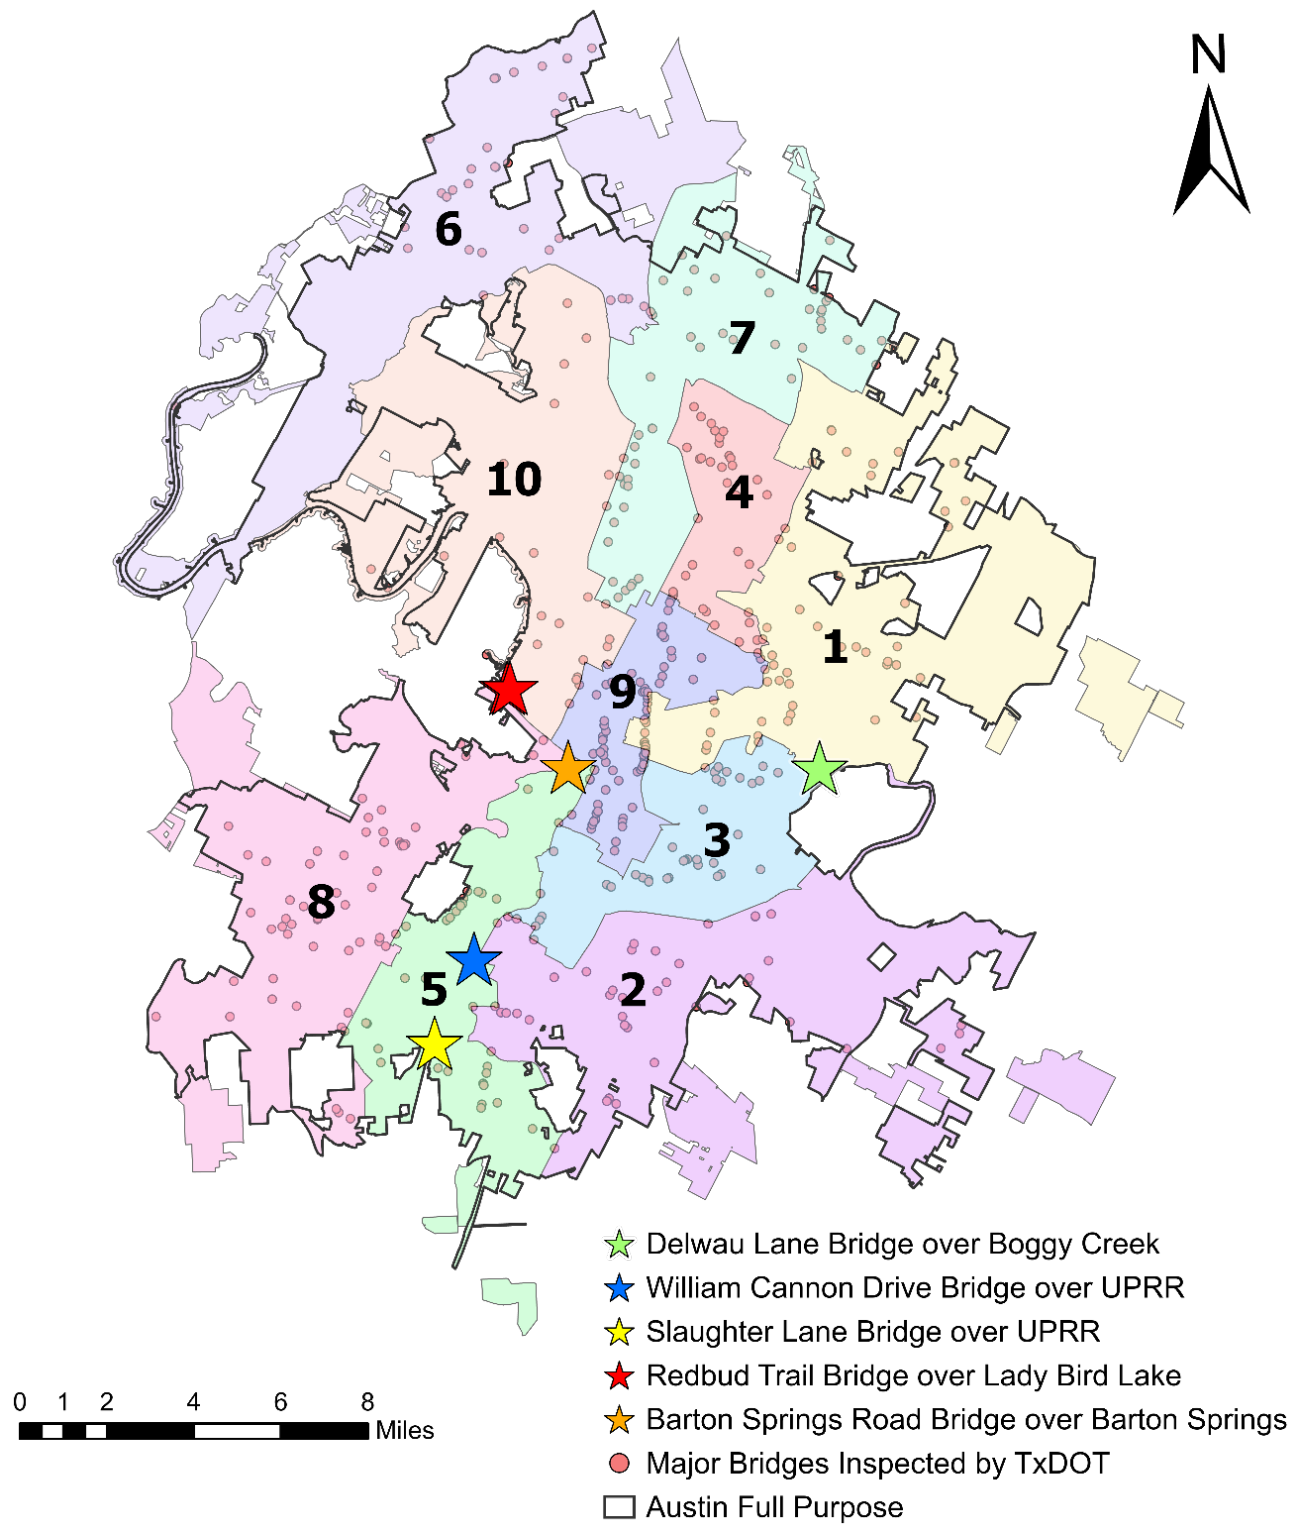 N
6
7
10
4
1
9
3
8
5
2
Delwau Lane Bridge over Boggy Creek
William Cannon Drive Bridge over UPRR
Slaughter Lane Bridge over UPRR
Redbud Trail Bridge over Lady Bird Lake
Barton Springs Road Bridge over Barton Springs
Major Bridges Inspected by TxDOT
Austin Full Purpose
0 1 2 4 6 8
Miles